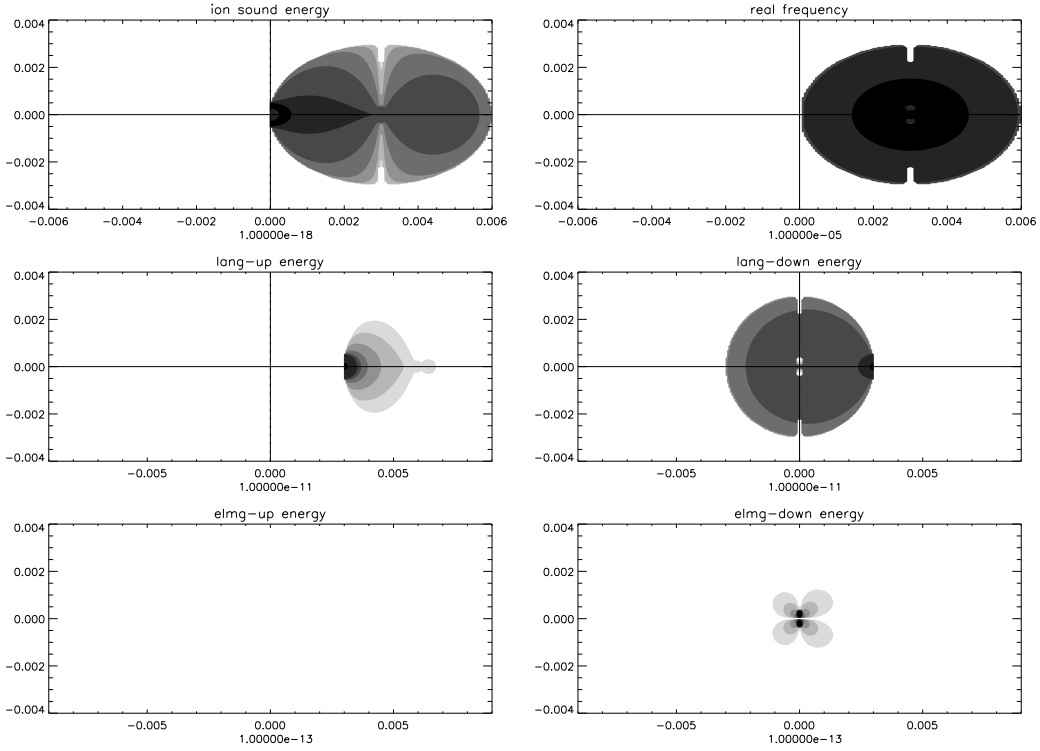 ion sound energy
0.004
0.002
0.000
−0.002
−0.004
−0.006 −0.004 −0.002 0.000 0.002 0.004 0.006
1.00000e−18
real frequency
0.004
0.002
0.000
−0.002
−0.004
−0.006 −0.004 −0.002 0.000 0.002 0.004 0.006
1.00000e−05
lang−up energy
0.004
0.002
0.000
−0.002
−0.004
−0.005 0.000 0.005
1.00000e−11
lang−down energy
0.004
0.002
0.000
−0.002
−0.004
−0.005 0.000 0.005
1.00000e−11
elmg−up energy
0.004
0.002
0.000
−0.002
−0.004
−0.005 0.000 0.005
1.00000e−13
elmg−down energy
0.004
0.002
0.000
−0.002
−0.004
−0.005 0.000 0.005
1.00000e−13